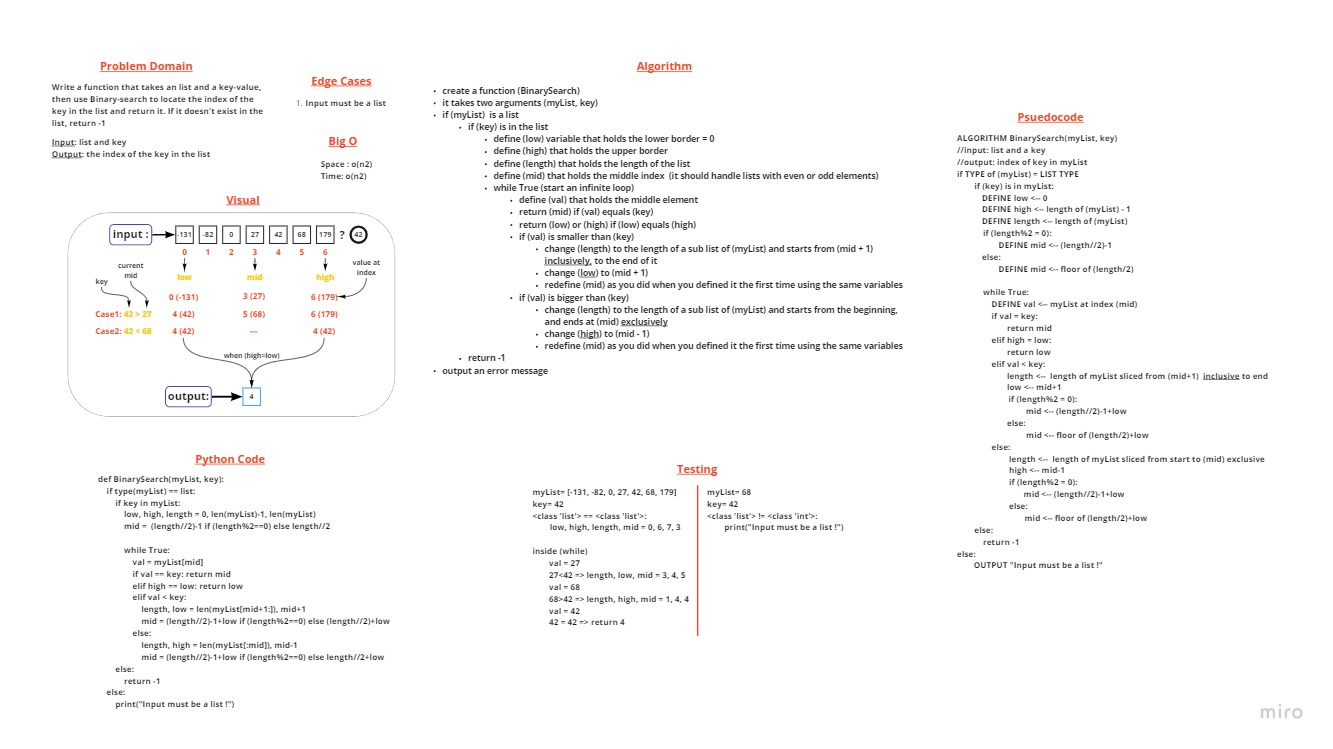 Problem Domain
Write a function that takes an list and a key-value,
then use Binary-search to locate the index of the
key in the list and return it. If it doesn't exist in the
list, return -1
Input: list and key
Output: the index of the key in the list
Edge Cases
1. Input must be a list
Big O
Space : o(n2)
Time: o(n2)
Visual
input : -131 -82 0 27 42 68 179 ? 42
0 1 2 3 4 5 6
current
mid
key
low mid high
value at
index
0 (-131) 3 (27) 6 (179)
Case1: 42 > 27 4 (42) 5 (68) 6 (179)
Case2: 42 < 68 4 (42) --- 4 (42)
when (high=low)
output: 4
Algorithm
• create a function (BinarySearch)
• it takes two arguments (myList, key)
• if (myList) is a list
• if (key) is in the list
• define (low) variable that holds the lower border = 0
• define (high) that holds the upper border
• define (length) that holds the length of the list
• define (mid) that holds the middle index (it should handle lists with even or odd elements)
• while True (start an infinite loop)
• define (val) that holds the middle element
• return (mid) if (val) equals (key)
• return (low) or (high) if (low) equals (high)
• if (val) is smaller than (key)
• change (length) to the length of a sub list of (myList) and starts from (mid + 1)
inclusively, to the end of it
• change (low) to (mid + 1)
• redefine (mid) as you did when you defined it the first time using the same variables
• if (val) is bigger than (key)
• change (length) to the length of a sub list of (myList) and starts from the beginning,
and ends at (mid) exclusively
• change (high) to (mid - 1)
• redefine (mid) as you did when you defined it the first time using the same variables
• return -1
• output an error message
Psuedocode
ALGORITHM BinarySearch(myList, key)
//input: list and a key
//output: index of key in myList
if TYPE of (myList) = LIST TYPE
if (key) is in myList:
DEFINE low <-- 0
DEFINE high <-- length of (myList) - 1
DEFINE length <-- length of (myList)
if (length%2 = 0):
DEFINE mid <-- (length//2)-1
else:
DEFINE mid <-- floor of (length/2)
while True:
DEFINE val <-- myList at index (mid)
if val = key:
return mid
elif high = low:
return low
elif val < key:
length <-- length of myList sliced from (mid+1) inclusive to end
low <-- mid+1
if (length%2 = 0):
mid <-- (length//2)-1+low
else:
mid <-- floor of (length/2)+low
else:
length <-- length of myList sliced from start to (mid) exclusive
high <-- mid-1
if (length%2 = 0):
mid <-- (length//2)-1+low
else:
mid <-- floor of (length/2)+low
else:
return -1
else:
OUTPUT "Input must be a list !"
Python Code
def BinarySearch(myList, key):
if type(myList) == list:
if key in myList:
low, high, length = 0, len(myList)-1, len(myList)
mid = (length//2)-1 if (length%2==0) else length//2
while True:
val = myList[mid]
if val == key: return mid
elif high == low: return low
elif val < key:
length, low = len(myList[mid+1:]), mid+1
mid = (length//2)-1+low if (length%2==0) else (length//2)+low
else:
length, high = len(myList[:mid]), mid-1
mid = (length//2)-1+low if (length%2==0) else length//2+low
else:
return -1
else:
print("Input must be a list !")
Testing
myList= [-131, -82, 0, 27, 42, 68, 179]
key= 42
<class 'list'> == <class 'list'>:
low, high, length, mid = 0, 6, 7, 3
inside (while)
val = 27
27<42 => length, low, mid = 3, 4, 5
val = 68
68>42 => length, high, mid = 1, 4, 4
val = 42
42 = 42 => return 4
myList= 68
key= 42
<class 'list'> != <class 'int'>:
print("Input must be a list !")
miro